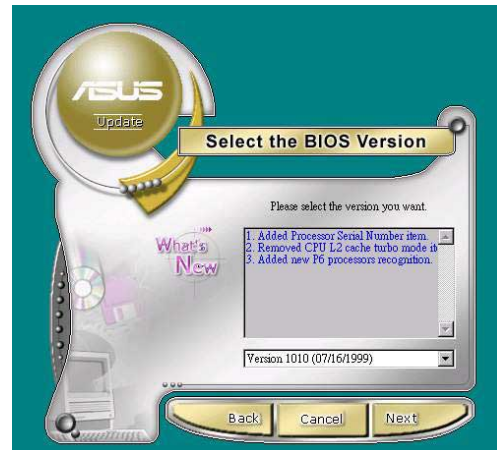 ASUS
Update
Select the BIOS Version
Please select the version you want.
What's
New
1. Added Processor Serial Number item.
2. Removed CPU L2 cache turbo mode it
3. Added new P6 processors recognition.
Version 1010 (07/16/1999)
Back
Cancel
Next